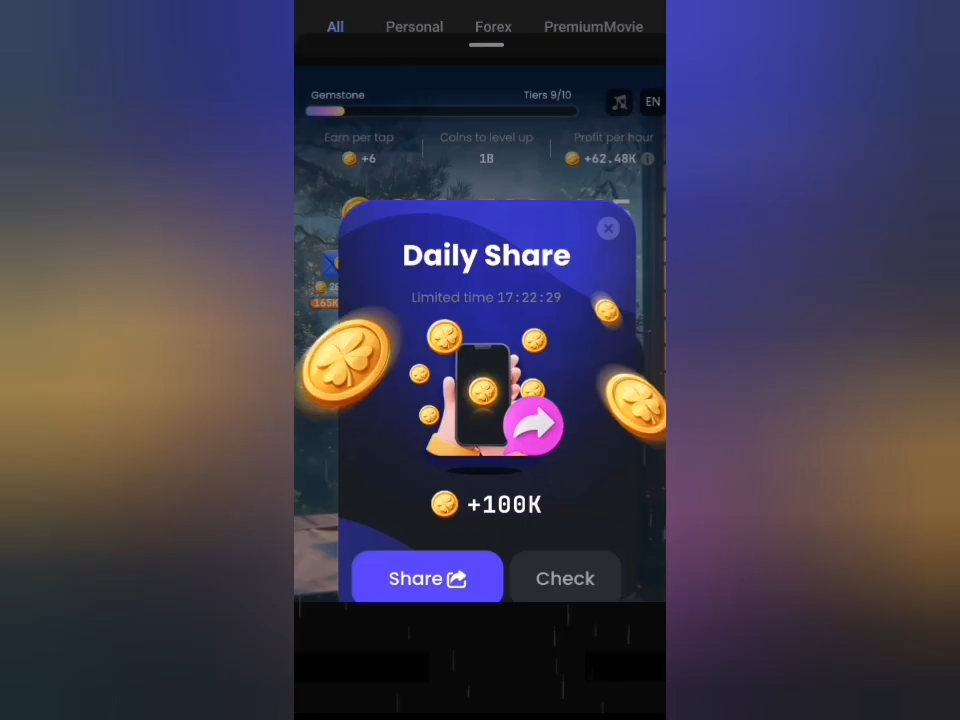 All Personal Forex PremiumMovie
Gemstone Tiers 9/10
EN
Earn per tap Coins to level up Profit per hour
+6 1B +62.48K
Daily Share
Limited time 17:22:29
165K
+100K
Share Check